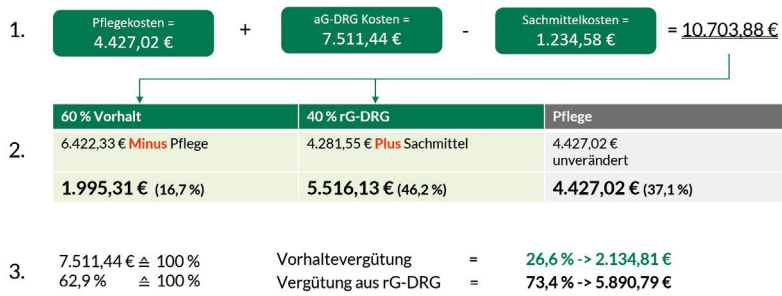 1.
Pflegekosten =
4.427,02 €
+
aG-DRG Kosten =
7.511,44 €
-
Sachmittelkosten =
1.234,58 €
= 10.703,88 €
2.
60 % Vorhalt
40 % rG-DRG
Pflege
6.422,33 € Minus Pflege
4.281,55 € Plus Sachmittel
4.427,02 €
unverändert
1.995,31 € (16,7 %)
5.516,13 € (46,2 %)
4.427,02 € (37,1 %)
3.
7.511,44 € ≙ 100 %
62,9 % ≙ 100 %
Vorhaltevergütung = 26,6 % -> 2.134,81 €
Vergütung aus rG-DRG = 73,4 % -> 5.890,79 €